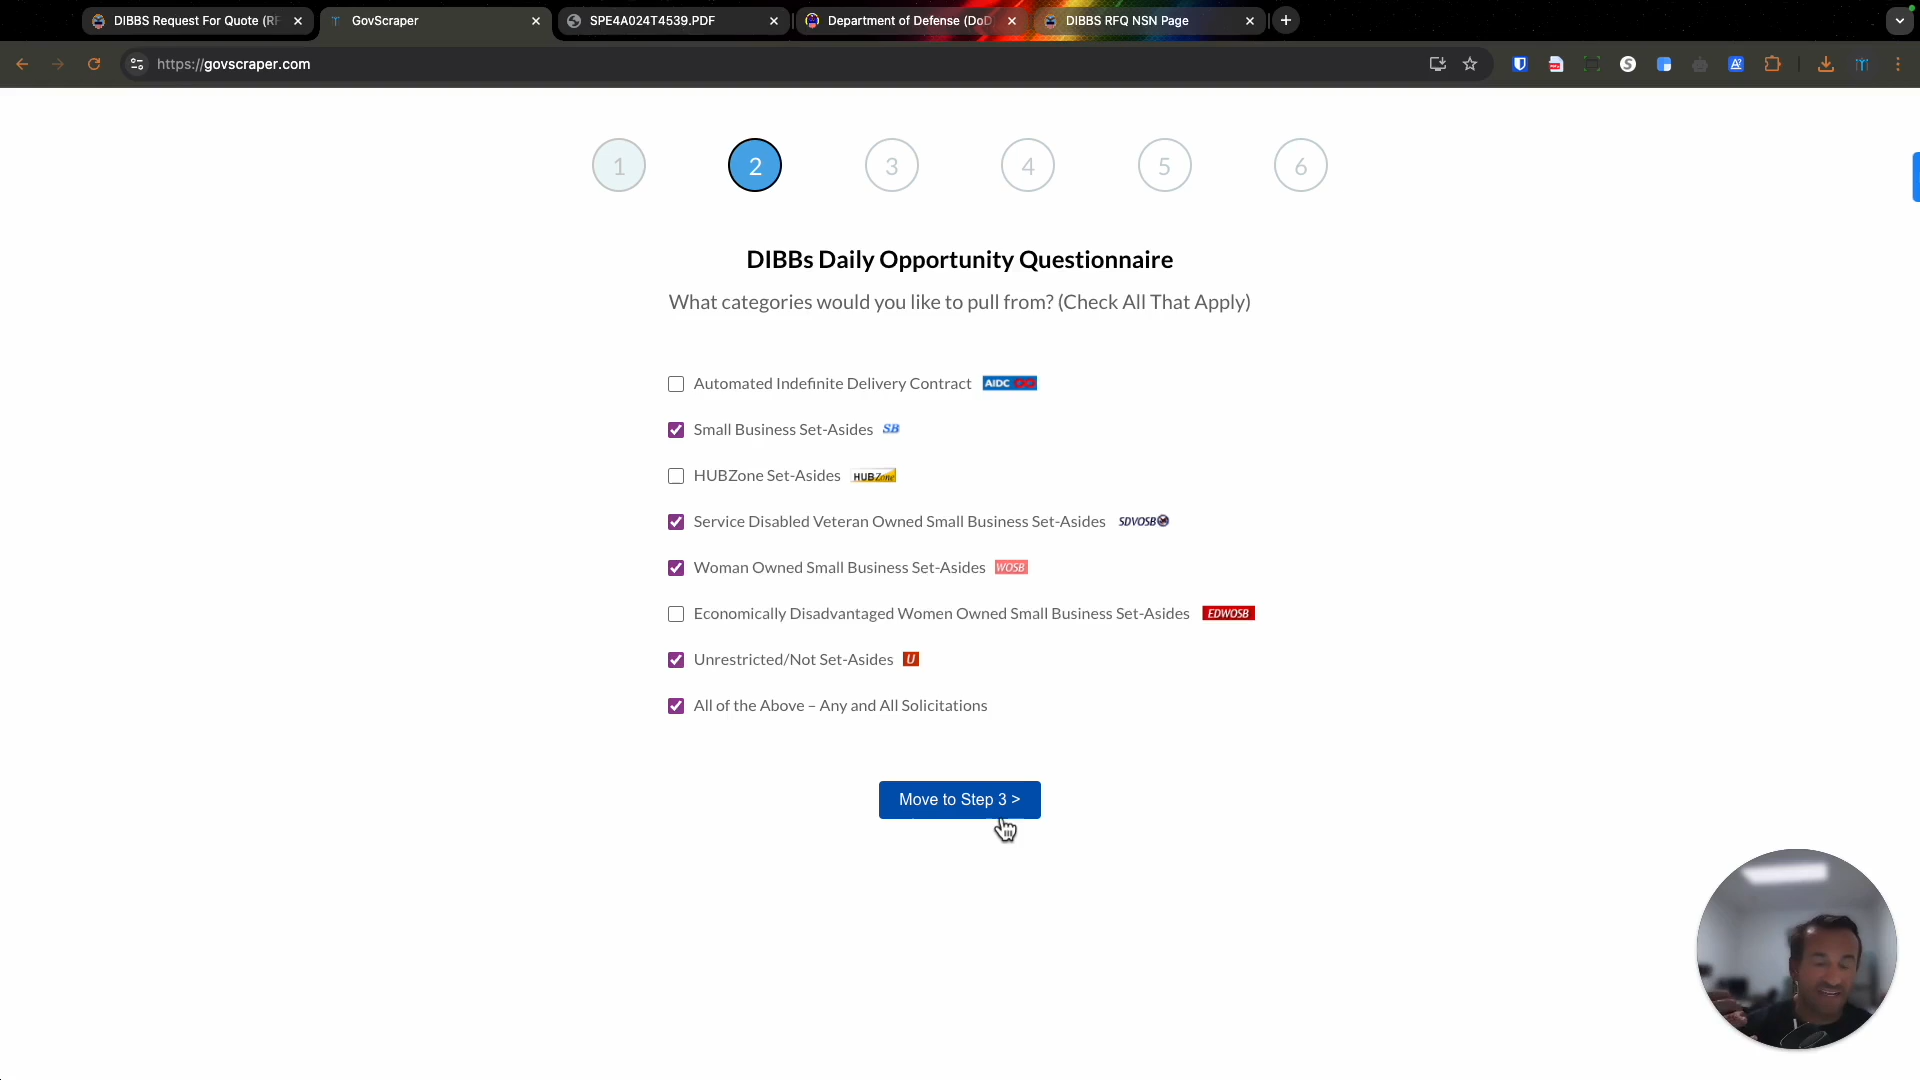 DIBBS Request For Quote (RF
GovScraper
SPE4A024T4539.PDF
Department of Defense (DoD
DIBBS RFQ NSN Page
https://govscraper.com
1
2
3
4
5
6
DIBBs Daily Opportunity Questionnaire
What categories would you like to pull from? (Check All That Apply)
Automated Indefinite Delivery Contract AIDC
Small Business Set-Asides SB
HUBZone Set-Asides HUBZone
Service Disabled Veteran Owned Small Business Set-Asides SDVOSB
Woman Owned Small Business Set-Asides WOSB
Economically Disadvantaged Women Owned Small Business Set-Asides EDWOSB
Unrestricted/Not Set-Asides U
All of the Above – Any and All Solicitations
Move to Step 3 >